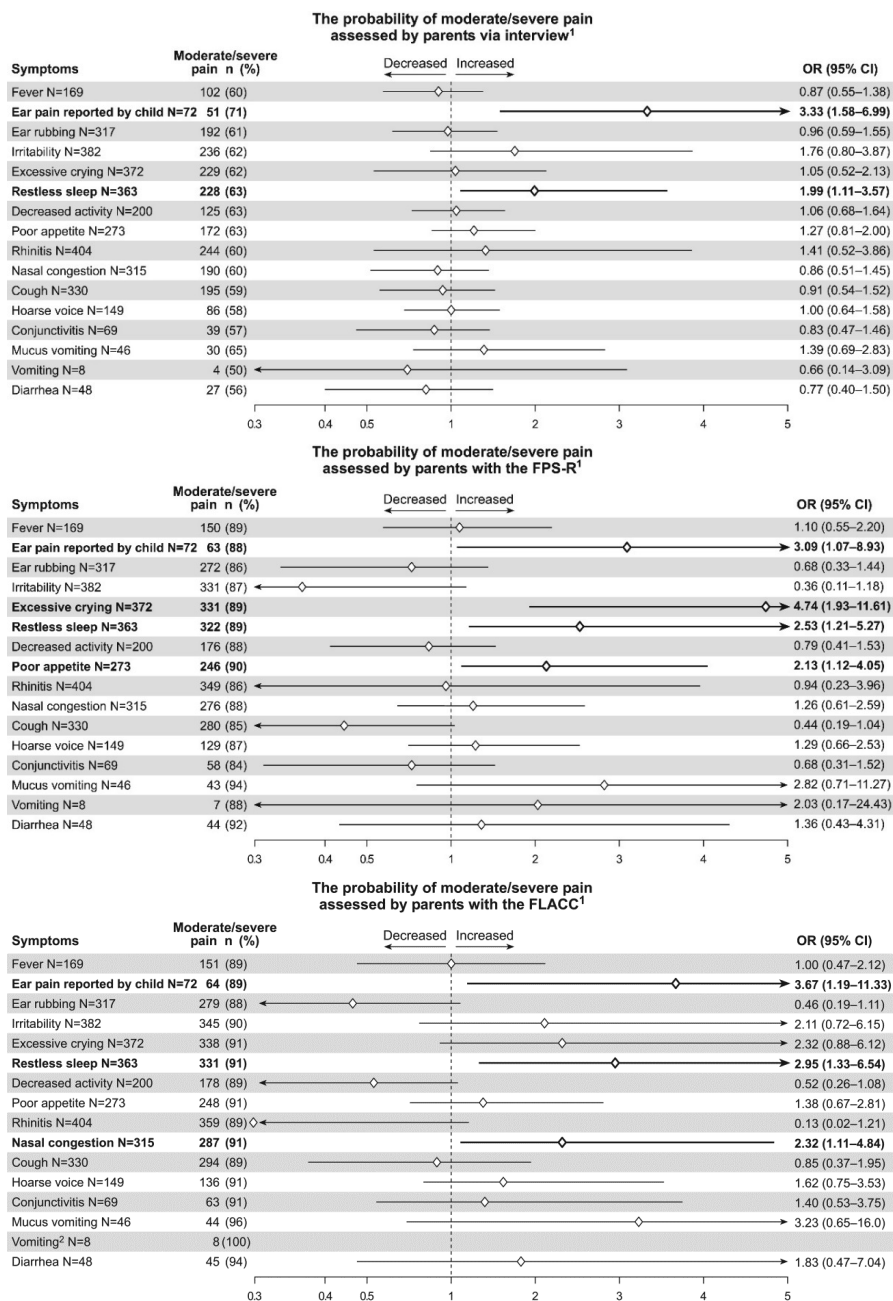 The probability of moderate/severe pain
assessed by parents via interview1
Symptoms Moderate/severe pain n (%) Decreased Increased OR (95% CI)
Fever N=169 102 (60) 0.87 (0.55–1.38)
Ear pain reported by child N=72 51 (71) 3.33 (1.58–6.99)
Ear rubbing N=317 192 (61) 0.96 (0.59–1.55)
Irritability N=382 236 (62) 1.76 (0.80–3.87)
Excessive crying N=372 229 (62) 1.05 (0.52–2.13)
Restless sleep N=363 228 (63) 1.99 (1.11–3.57)
Decreased activity N=200 125 (63) 1.06 (0.68–1.64)
Poor appetite N=273 172 (63) 1.27 (0.81–2.00)
Rhinitis N=404 244 (60) 1.41 (0.52–3.86)
Nasal congestion N=315 190 (60) 0.86 (0.51–1.45)
Cough N=330 195 (59) 0.91 (0.54–1.52)
Hoarse voice N=149 86 (58) 1.00 (0.64–1.58)
Conjunctivitis N=69 39 (57) 0.83 (0.47–1.46)
Mucus vomiting N=46 30 (65) 1.39 (0.69–2.83)
Vomiting N=8 4 (50) 0.66 (0.14–3.09)
Diarrhea N=48 27 (56) 0.77 (0.40–1.50)
0.3 0.4 0.5 1 2 3 4 5
The probability of moderate/severe pain
assessed by parents with the FPS-R1
Symptoms Moderate/severe pain n (%) Decreased Increased OR (95% CI)
Fever N=169 150 (89) 1.10 (0.55–2.20)
Ear pain reported by child N=72 63 (88) 3.09 (1.07–8.93)
Ear rubbing N=317 272 (86) 0.68 (0.33–1.44)
Irritability N=382 331 (87) 0.36 (0.11–1.18)
Excessive crying N=372 331 (89) 4.74 (1.93–11.61)
Restless sleep N=363 322 (89) 2.53 (1.21–5.27)
Decreased activity N=200 176 (88) 0.79 (0.41–1.53)
Poor appetite N=273 246 (90) 2.13 (1.12–4.05)
Rhinitis N=404 349 (86) 0.94 (0.23–3.96)
Nasal congestion N=315 276 (88) 1.26 (0.61–2.59)
Cough N=330 280 (85) 0.44 (0.19–1.04)
Hoarse voice N=149 129 (87) 1.29 (0.66–2.53)
Conjunctivitis N=69 58 (84) 0.68 (0.31–1.52)
Mucus vomiting N=46 43 (94) 2.82 (0.71–11.27)
Vomiting N=8 7 (88) 2.03 (0.17–24.43)
Diarrhea N=48 44 (92) 1.36 (0.43–4.31)
0.3 0.4 0.5 1 2 3 4 5
The probability of moderate/severe pain
assessed by parents with the FLACC1
Symptoms Moderate/severe pain n (%) Decreased Increased OR (95% CI)
Fever N=169 151 (89) 1.00 (0.47–2.12)
Ear pain reported by child N=72 64 (89) 3.67 (1.19–11.33)
Ear rubbing N=317 279 (88) 0.46 (0.19–1.11)
Irritability N=382 345 (90) 2.11 (0.72–6.15)
Excessive crying N=372 338 (91) 2.32 (0.88–6.12)
Restless sleep N=363 331 (91) 2.95 (1.33–6.54)
Decreased activity N=200 178 (89) 0.52 (0.26–1.08)
Poor appetite N=273 248 (91) 1.38 (0.67–2.81)
Rhinitis N=404 359 (89) 0.13 (0.02–1.21)
Nasal congestion N=315 287 (91) 2.32 (1.11–4.84)
Cough N=330 294 (89) 0.85 (0.37–1.95)
Hoarse voice N=149 136 (91) 1.62 (0.75–3.53)
Conjunctivitis N=69 63 (91) 1.40 (0.53–3.75)
Mucus vomiting N=46 44 (96) 3.23 (0.65–16.0)
Vomiting2 N=8 8 (100)
Diarrhea N=48 45 (94) 1.83 (0.47–7.04)
0.3 0.4 0.5 1 2 3 4 5